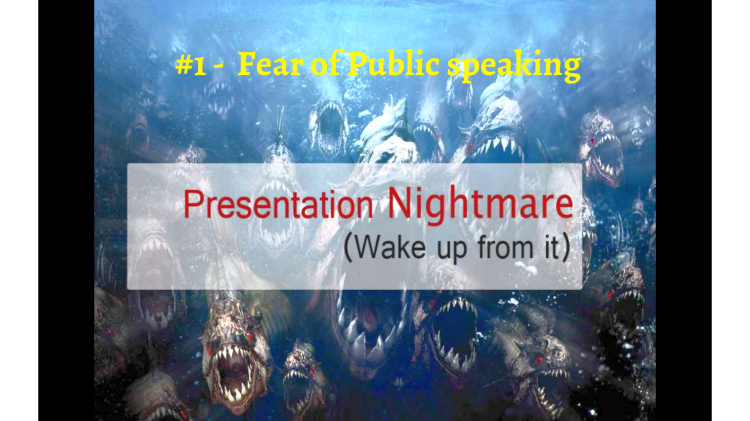 #1 - Fear of Public speaking
Presentation Nightmare
(Wake up from it)